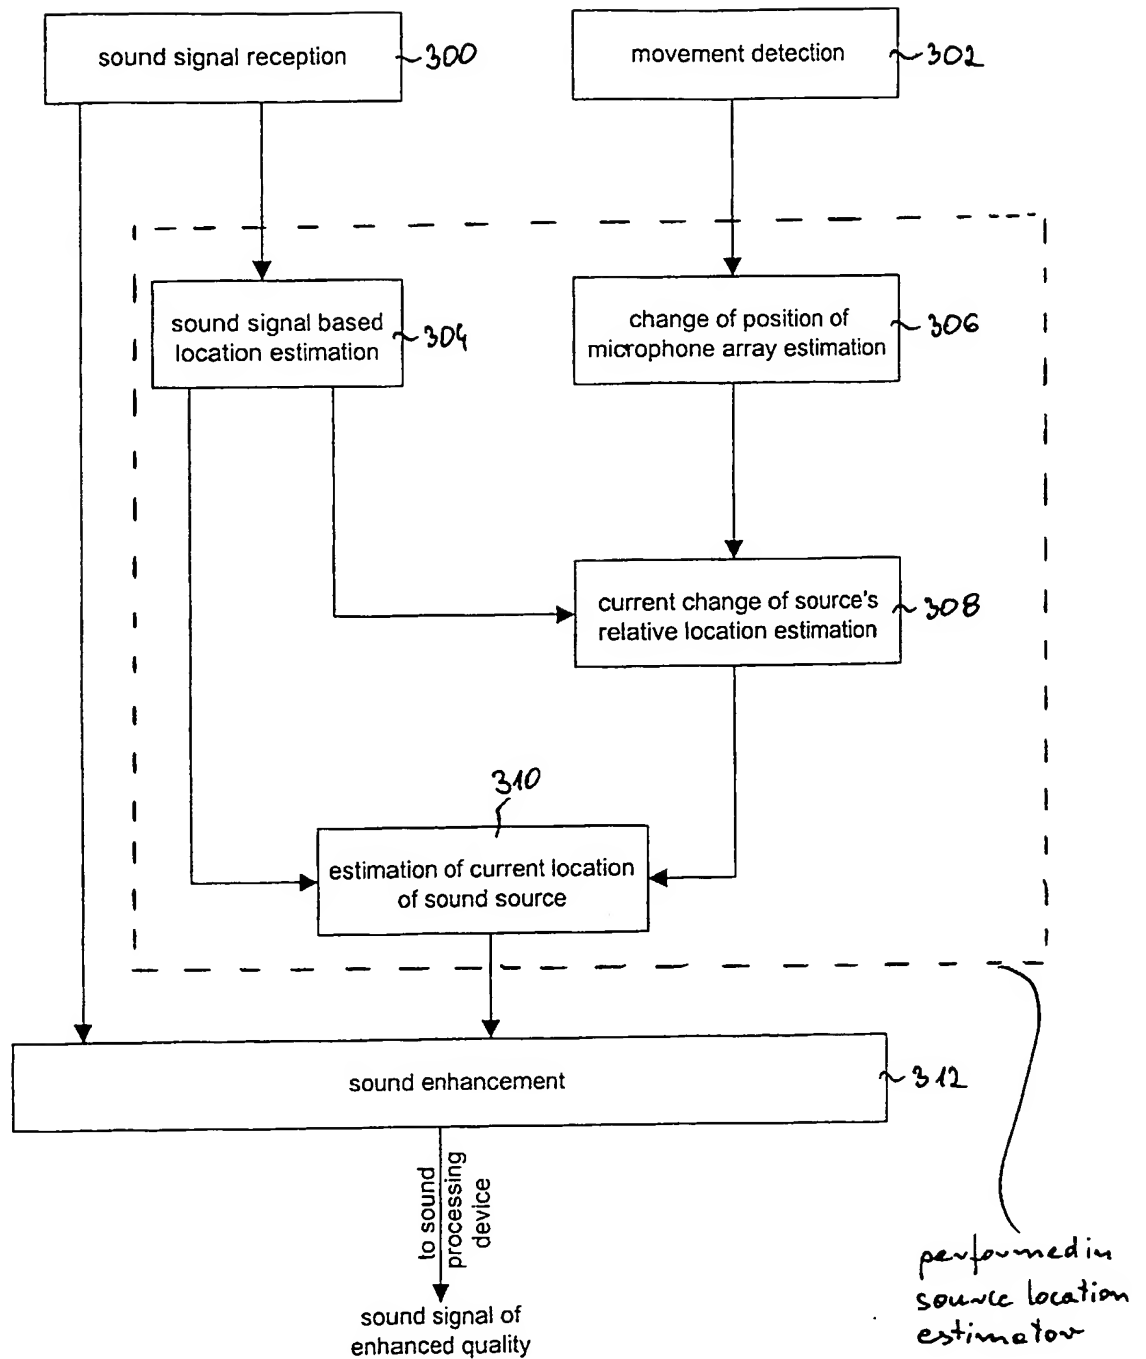 sound signal reception
300
movement detection
302
sound signal based
location estimation
304
change of position of
microphone array estimation
306
current change of source's
relative location estimation
308
310
estimation of current location
of sound source
sound enhancement
312
to sound
processing
device
sound signal of
enhanced quality
performed in
source location
estimator